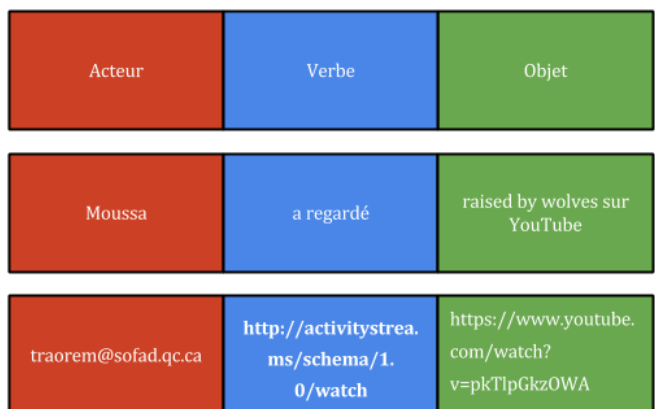 Acteur
Verbe
Objet
Moussa
a regardé
raised by wolves sur
YouTube
traorem@sofad.qc.ca
http://activitystrea.
ms/schema/1.
0/watch
https://www.youtube.
com/watch?
v=pkTlpGkzOWA